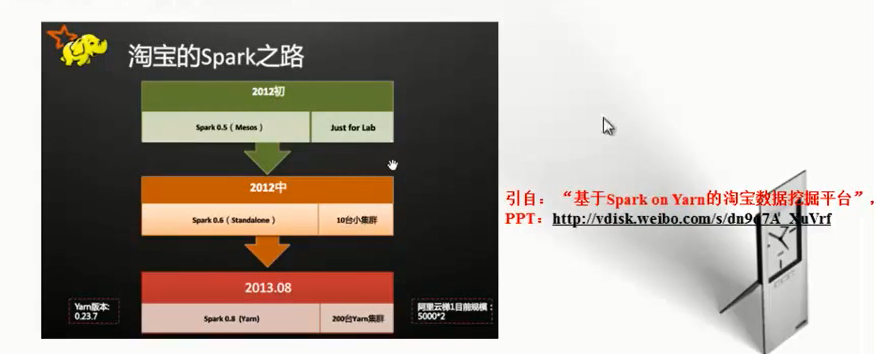 淘宝的Spark之路
2012初
Spark 0.5（Mesos）
Just for Lab
2012中
Spark 0.6（Standalone）
10台小集群
2013.08
Spark 0.8 (Yarn)
200台Yarn集群
Yarn版本:
0.23.7
阿里云梯1目前规模：
5000*2
引自：“基于Spark on Yarn的淘宝数据挖掘平台”，
PPT：